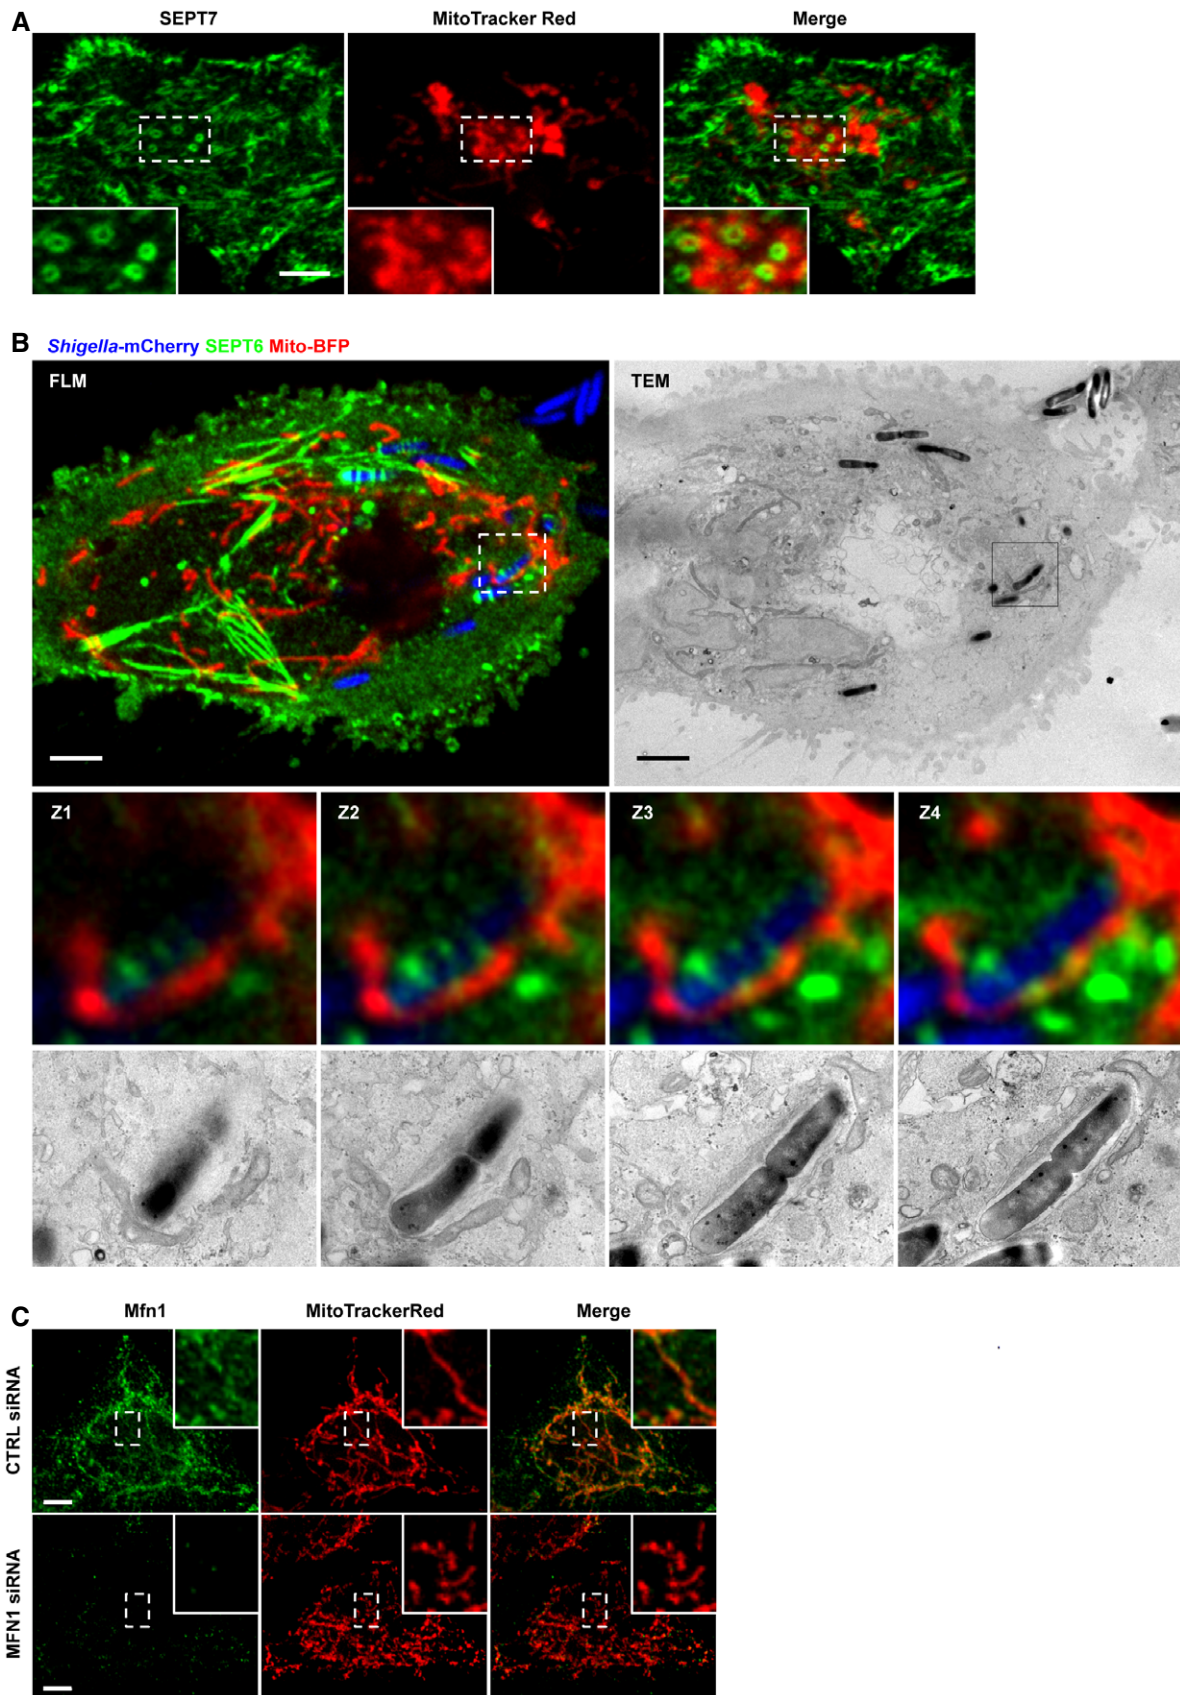 A
SEPT7 MitoTracker Red Merge
B
Shigella-mCherry SEPT6 Mito-BFP
FLM TEM
Z1 Z2 Z3 Z4
C
Mfn1 MitoTrackerRed Merge
CTRL siRNA
MFN1 siRNA